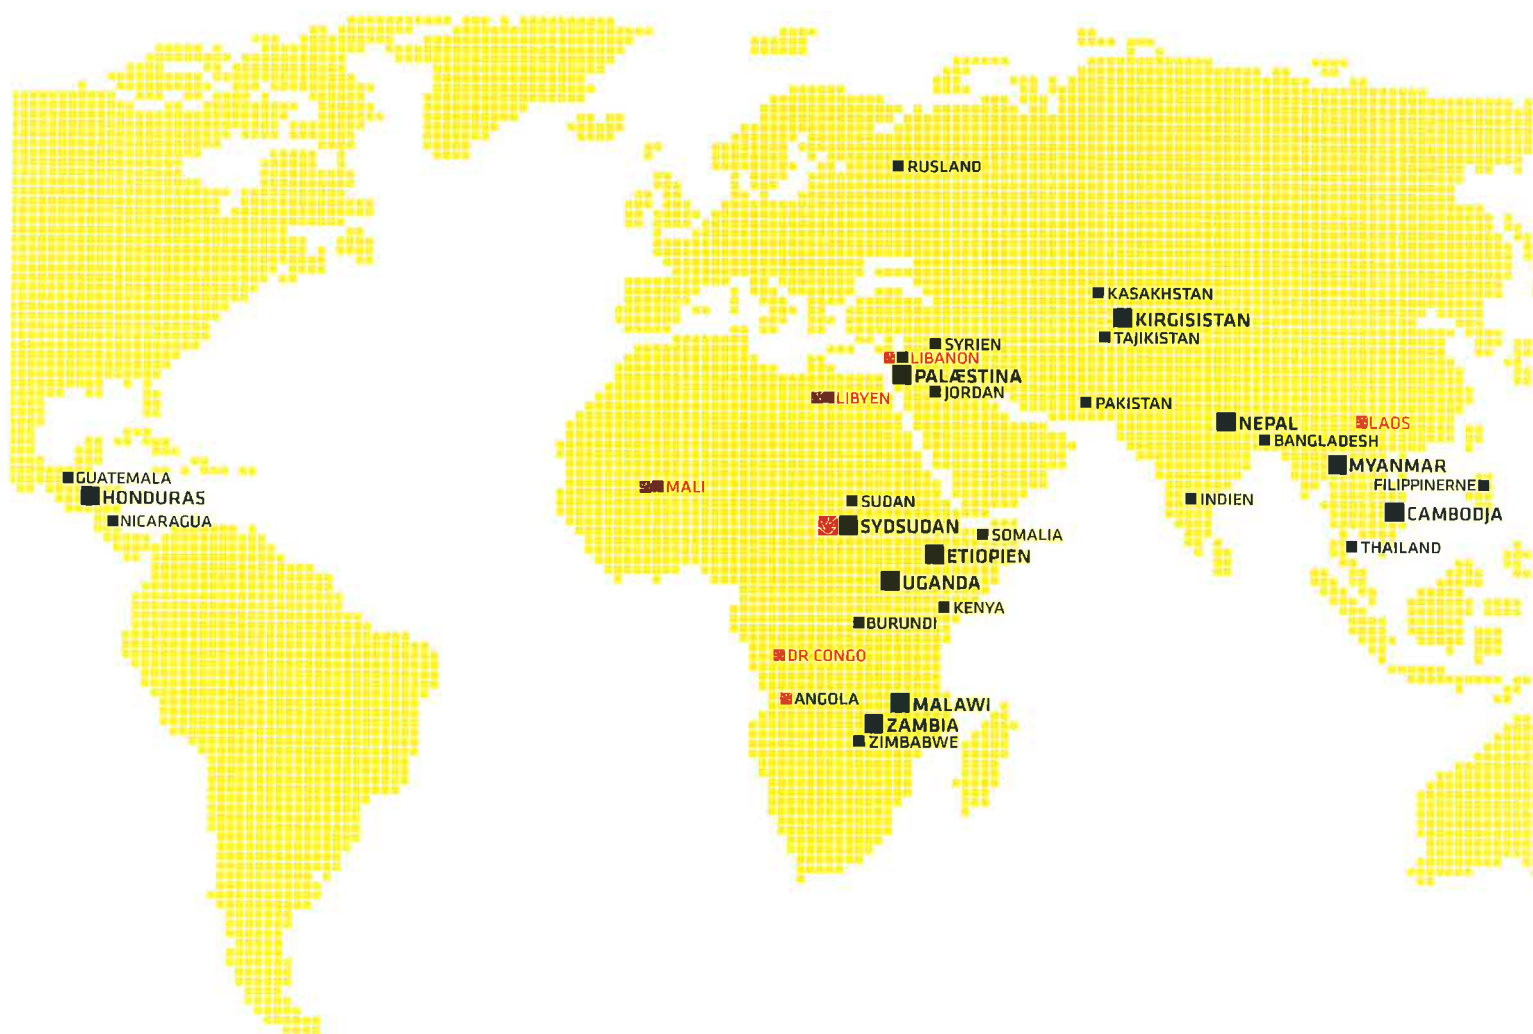 RUSLAND
KASAKHSTAN
KIRGISISTAN
TAJIKISTAN
SYRIEN
LIBANON
PALÆSTINA
JORDAN
LIBYEN
PAKISTAN
NEPAL
LAOS
BANGLADESH
MYANMAR
GUATEMALA
HONDURAS
NICARAGUA
MALI
FILIPPINERNE
SUDAN
INDIEN
CAMBODJA
SYDSUDAN
SOMALIA
THAILAND
ETIOPIEN
UGANDA
KENYA
BURUNDI
DR CONGO
ANGOLA
MALAWI
ZAMBIA
ZIMBABWE